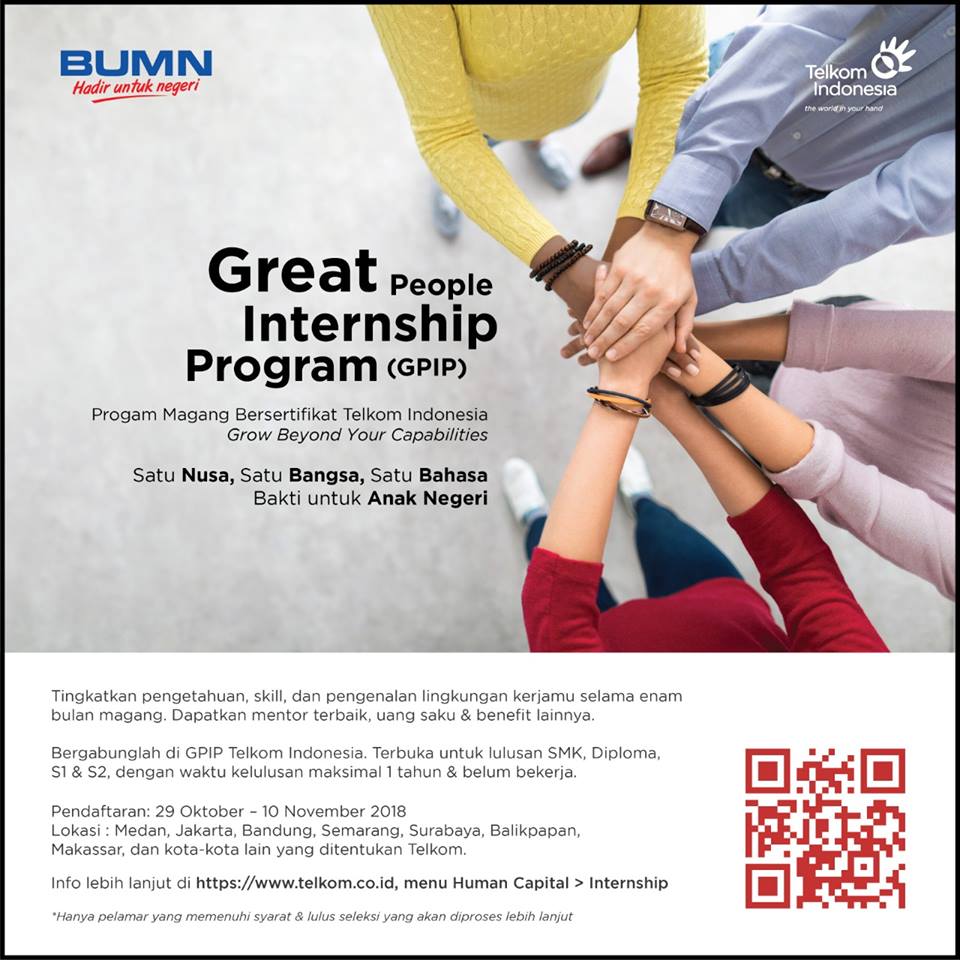 BUMN
Hadir untuk negeri
Telkom
Indonesia
the world in your hand
Great People
Internship
Program (GPIP)
Progam Magang Bersertifikat Telkom Indonesia
Grow Beyond Your Capabilities
Satu Nusa, Satu Bangsa, Satu Bahasa
Bakti untuk Anak Negeri
Tingkatkan pengetahuan, skill, dan pengenalan lingkungan kerjamu selama enam
bulan magang. Dapatkan mentor terbaik, uang saku & benefit lainnya.
Bergabunglah di GPIP Telkom Indonesia. Terbuka untuk lulusan SMK, Diploma,
S1 & S2, dengan waktu kelulusan maksimal 1 tahun & belum bekerja.
Pendaftaran: 29 Oktober – 10 November 2018
Lokasi : Medan, Jakarta, Bandung, Semarang, Surabaya, Balikpapan,
Makassar, dan kota-kota lain yang ditentukan Telkom.
Info lebih lanjut di https://www.telkom.co.id, menu Human Capital > Internship
*Hanya pelamar yang memenuhi syarat & lulus seleksi yang akan diproses lebih lanjut